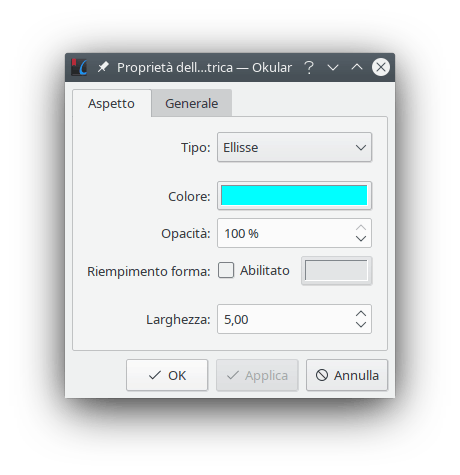 Proprietà dell...trica — Okular
Aspetto
Generale
Tipo: Ellisse
Colore:
Opacità: 100 %
Riempimento forma: Abilitato
Larghezza: 5,00
OK
Applica
Annulla